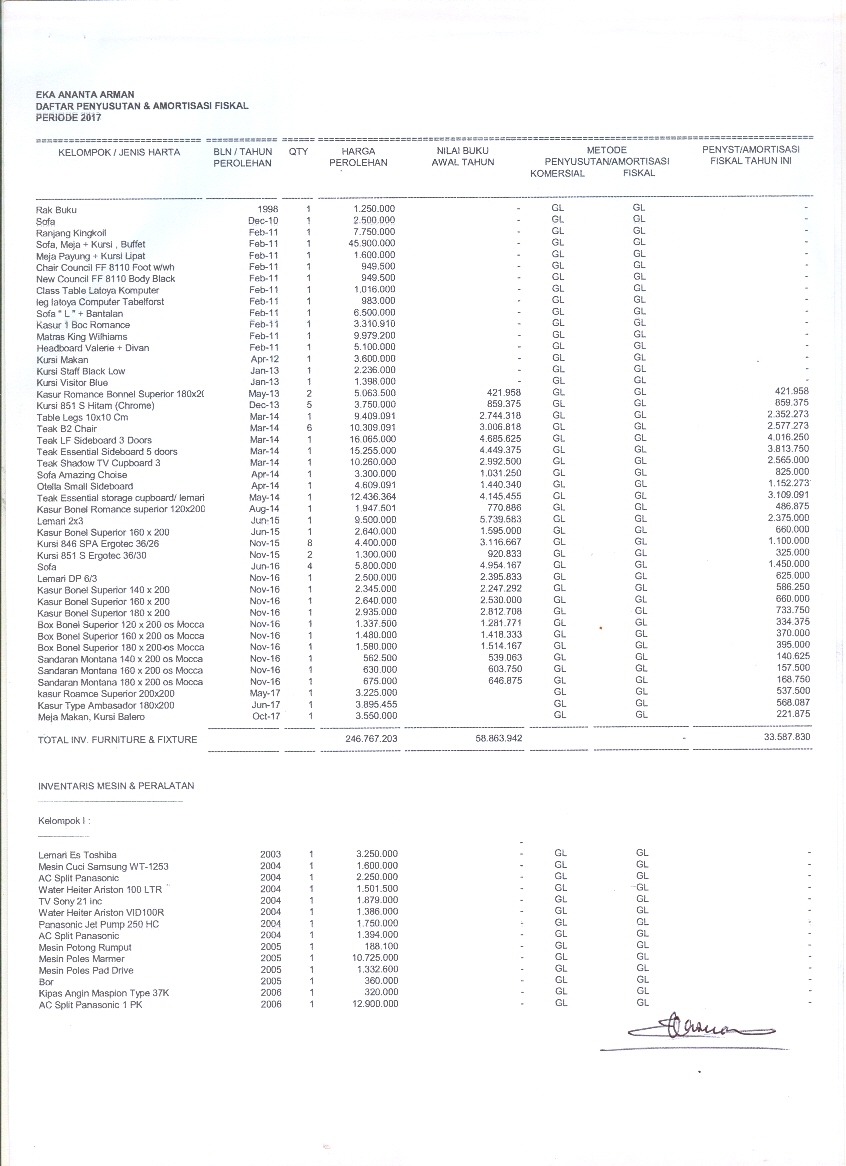 EKA ANANTA ARMAN
DAFTAR PENYUSUTAN & AMORTISASI FISKAL
PERIODE 2017
KELOMPOK / JENIS HARTA BLN / TAHUN QTY HARGA NILAI BUKU METODE PENYST/AMORTISASI
PEROLEHAN PEROLEHAN AWAL TAHUN PENYUSUTAN/AMORTISASI FISKAL TAHUN INI
KOMERSIAL FISKAL
Rak Buku 1998 1 1.250.000 - GL GL -
Sofa Dec-10 1 2.500.000 - GL GL -
Ranjang Kingkoil Feb-11 1 7.750.000 - GL GL -
Sofa, Meja + Kursi , Buffet Feb-11 1 45.900.000 - GL GL -
Meja Payung + Kursi Lipat Feb-11 1 1.600.000 - GL GL -
Chair Council FF 8110 Foot w/wh Feb-11 1 949.500 - GL GL -
New Council FF 8110 Body Black Feb-11 1 949.500 - GL GL -
Class Table Latoya Komputer Feb-11 1 1.016.000 - GL GL -
leg latoya Computer Tabelforst Feb-11 1 983.000 - GL GL -
Sofa " L " + Bantalan Feb-11 1 6.500.000 - GL GL -
Kasur 1 Boc Romance Feb-11 1 3.310.910 - GL GL -
Matras King Wilhiams Feb-11 1 9.979.200 - GL GL -
Headboard Valerie + Divan Feb-11 1 5.100.000 - GL GL -
Kursi Makan Apr-12 1 3.600.000 - GL GL -
Kursi Staff Black Low Jan-13 1 2.236.000 - GL GL -
Kursi Visitor Blue Jan-13 1 1.398.000 - GL GL -
Kasur Romance Bonnel Superior 180x20 May-13 2 5.063.500 421.958 GL GL 421.958
Kursi 851 S Hitam (Chrome) Dec-13 5 3.750.000 859.375 GL GL 859.375
Table Legs 10x10 Cm Mar-14 1 9.409.091 2.744.318 GL GL 2.352.273
Teak B2 Chair Mar-14 6 10.309.091 3.006.818 GL GL 2.577.273
Teak LF Sideboard 3 Doors Mar-14 1 16.065.000 4.685.625 GL GL 4.016.250
Teak Essential Sideboard 5 doors Mar-14 1 15.255.000 4.449.375 GL GL 3.813.750
Teak Shadow TV Cupboard 3 Mar-14 1 10.260.000 2.992.500 GL GL 2.565.000
Sofa Amazing Choise Apr-14 1 3.300.000 1.031.250 GL GL 825.000
Otella Small Sideboard Apr-14 1 4.609.091 1.440.340 GL GL 1.152.273
Teak Essential storage cupboard/ lemari May-14 1 12.436.364 4.145.455 GL GL 3.109.091
Kasur Bonel Romance superior 120x200 Aug-14 1 1.947.501 770.886 GL GL 486.875
Lemari 2x3 Jun-15 1 9.500.000 5.739.583 GL GL 2.375.000
Kasur Bonel Superior 160 x 200 Jun-15 1 2.640.000 1.595.000 GL GL 660.000
Kursi 846 SPA Ergotec 36/26 Nov-15 8 4.400.000 3.116.667 GL GL 1.100.000
Kursi 851 S Ergotec 36/30 Nov-15 2 1.300.000 920.833 GL GL 325.000
Sofa Jun-16 4 5.800.000 4.954.167 GL GL 1.450.000
Lemari DP 6/3 Nov-16 1 2.500.000 2.395.833 GL GL 625.000
Kasur Bonel Superior 140 x 200 Nov-16 1 2.345.000 2.247.292 GL GL 586.250
Kasur Bonel Superior 160 x 200 Nov-16 1 2.640.000 2.530.000 GL GL 660.000
Kasur Bonel Superior 180 x 200 Nov-16 1 2.935.000 2.812.708 GL GL 733.750
Box Bonel Superior 120 x 200 os Mocca Nov-16 1 1.337.500 1.281.771 GL GL 334.375
Box Bonel Superior 160 x 200 os Mocca Nov-16 1 1.480.000 1.418.333 GL GL 370.000
Box Bonel Superior 180 x 200 os Mocca Nov-16 1 1.580.000 1.514.167 GL GL 395.000
Sandaran Montana 140 x 200 os Mocca Nov-16 1 562.500 539.063 GL GL 140.625
Sandaran Montana 160 x 200 os Mocca Nov-16 1 630.000 603.750 GL GL 157.500
Sandaran Montana 180 x 200 os Mocca Nov-16 1 675.000 646.875 GL GL 168.750
kasur Roamce Superior 200x200 May-17 1 3.225.000 GL GL 537.500
Kasur Type Ambasador 180x200 Jun-17 1 3.895.455 GL GL 568.087
Meja Makan, Kursi Balero Oct-17 1 3.550.000 GL GL 221.875
TOTAL INV. FURNITURE & FIXTURE 246.767.203 58.863.942 - 33.587.830
INVENTARIS MESIN & PERALATAN
Kelompok I :
-
Lemari Es Toshiba 2003 1 3.250.000 - GL GL -
Mesin Cuci Samsung WT-1253 2004 1 1.600.000 - GL GL -
AC Split Panasonic 2004 1 2.250.000 - GL GL -
Water Heiter Ariston 100 LTR 2004 1 1.501.500 - GL GL -
TV Sony 21 inc 2004 1 1.879.000 - GL GL -
Water Heiter Ariston VID100R 2004 1 1.386.000 - GL GL -
Panasonic Jet Pump 250 HC 2004 1 1.750.000 - GL GL -
AC Split Panasonic 2004 1 1.394.000 - GL GL -
Mesin Potong Rumput 2005 1 188.100 - GL GL -
Mesin Poles Marmer 2005 1 10.725.000 - GL GL -
Mesin Poles Pad Drive 2005 1 1.332.600 - GL GL -
Bor 2005 1 360.000 - GL GL -
Kipas Angin Maspion Type 37K 2006 1 320.000 - GL GL -
AC Split Panasonic 1 PK 2006 1 12.900.000 - GL GL -